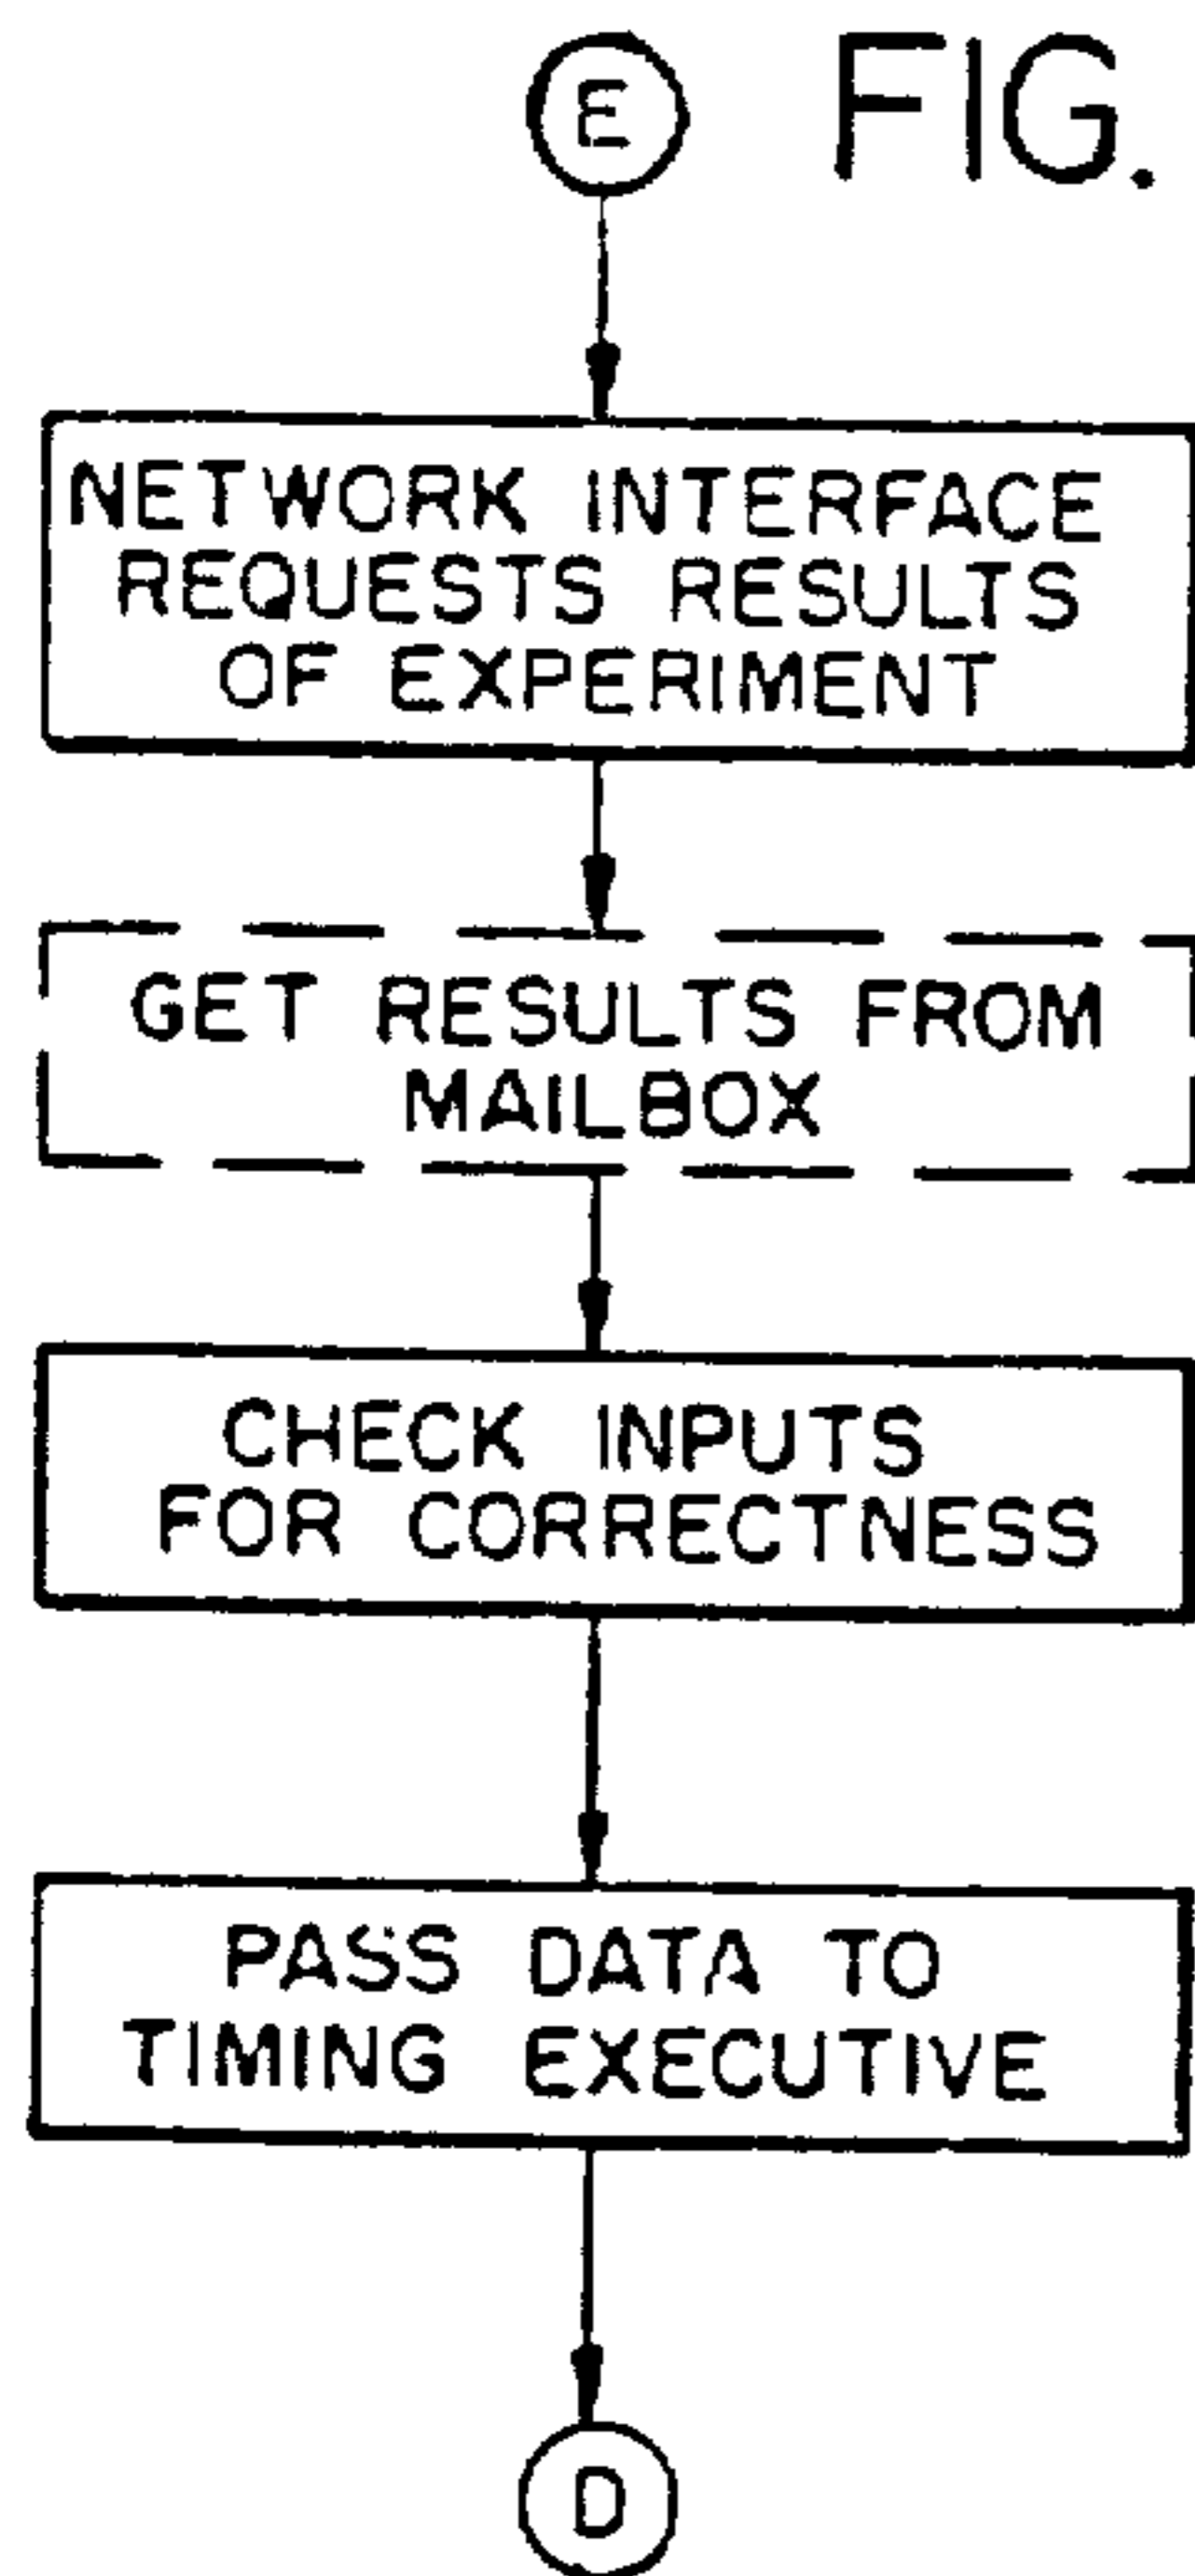 E
FIG.
NETWORK INTERFACE
REQUESTS RESULTS
OF EXPERIMENT
GET RESULTS FROM
MAILBOX
CHECK INPUTS
FOR CORRECTNESS
PASS DATA TO
TIMING EXECUTIVE
D